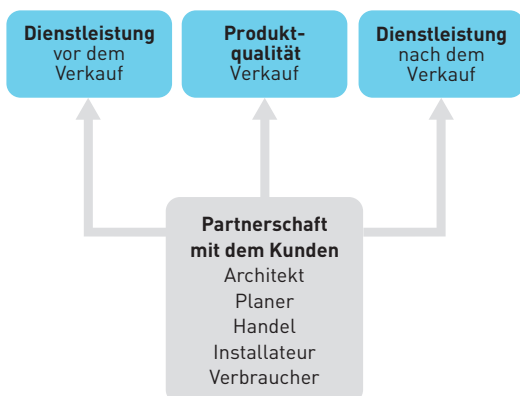 Dienstleistung
vor dem
Verkauf
Produkt-
qualität
Verkauf
Dienstleistung
nach dem
Verkauf
Partnerschaft
mit dem Kunden
Architekt
Planer
Handel
Installateur
Verbraucher